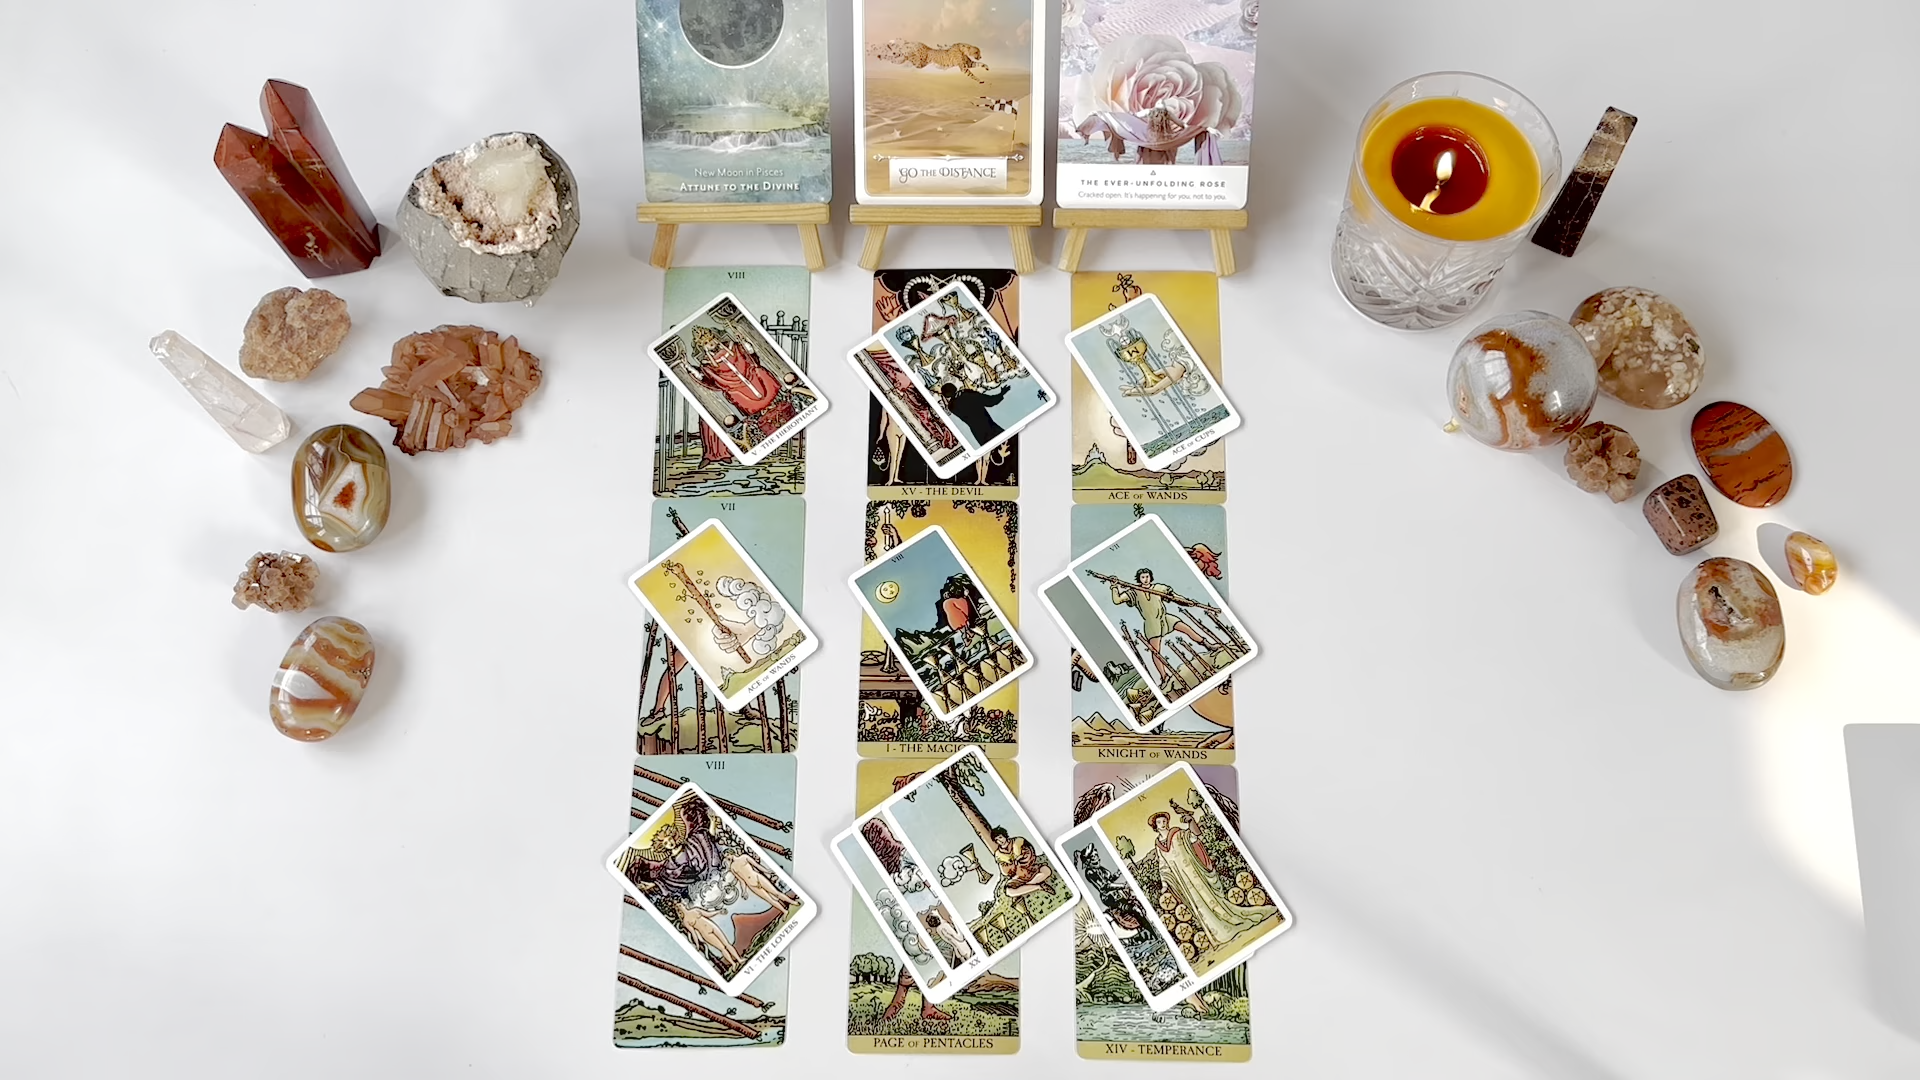 New Moon in Pisces
ATTUNE TO THE DIVINE
GO THE DISTANCE
THE EVER-UNFOLDING ROSE
Cracked open. It's happening for you, not to you.
VIII
V THE HIEROPHANT
XI
XV - THE DEVIL
ACE OF CUPS
ACE OF WANDS
VII
ACE OF WANDS
VIII
I - THE MAGICIAN
VII
KNIGHT OF WANDS
VIII
VI THE LOVERS
IV
XX
PAGE OF PENTACLES
IX
XIV - TEMPERANCE